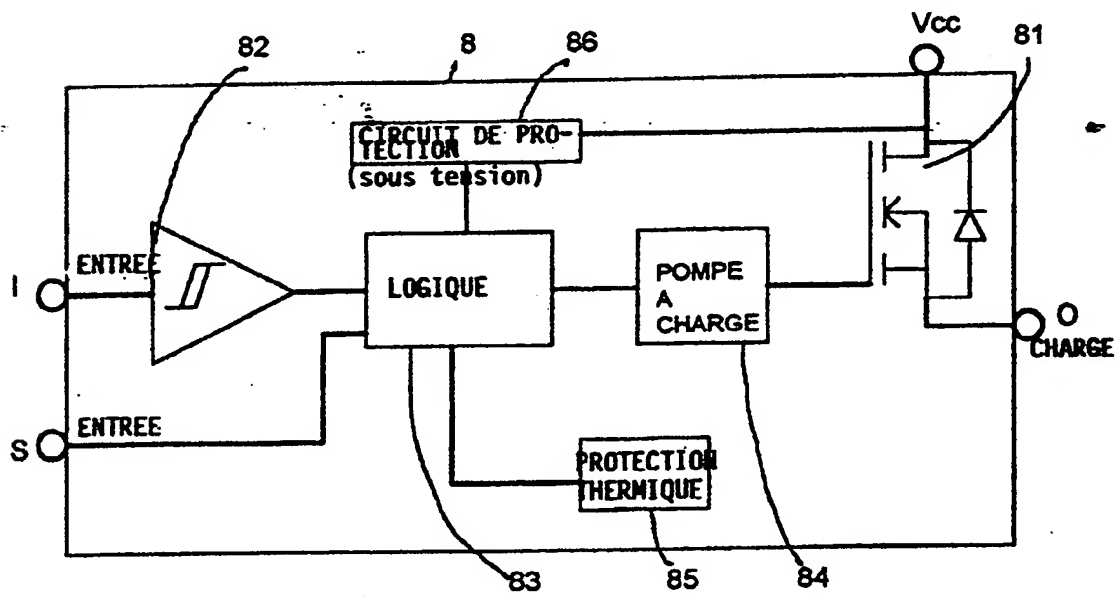 Vcc
82
8
86
81
CIRCUIT DE PRO-
TECTION
(sous tension)
I
ENTREE
LOGIQUE
POMPE
A
CHARGE
O
CHARGE
S
ENTREE
PROTECTION
THERMIQUE
83
85
84